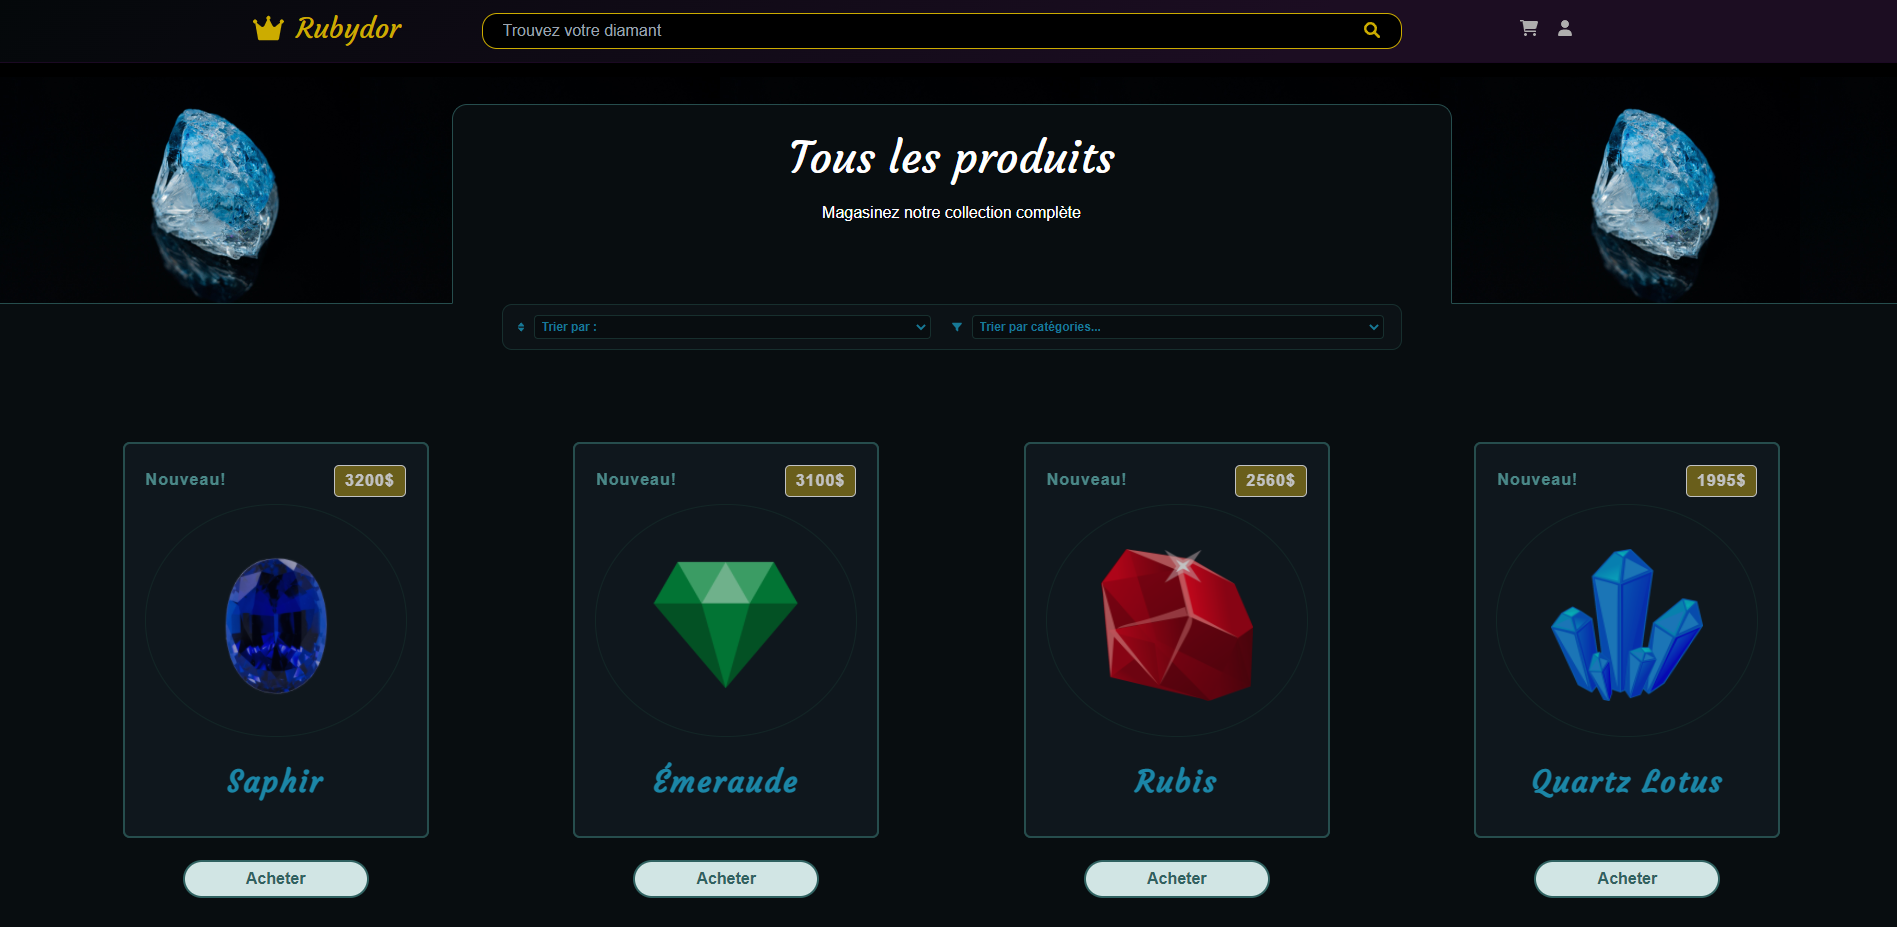 Rubydor
Trouvez votre diamant
Tous les produits
Magasinez notre collection complète
Trier par :
Trier par catégories...
Nouveau!
3200$
Nouveau!
3100$
Nouveau!
2560$
Nouveau!
1995$
Saphir
Émeraude
Rubis
Quartz Lotus
Acheter
Acheter
Acheter
Acheter